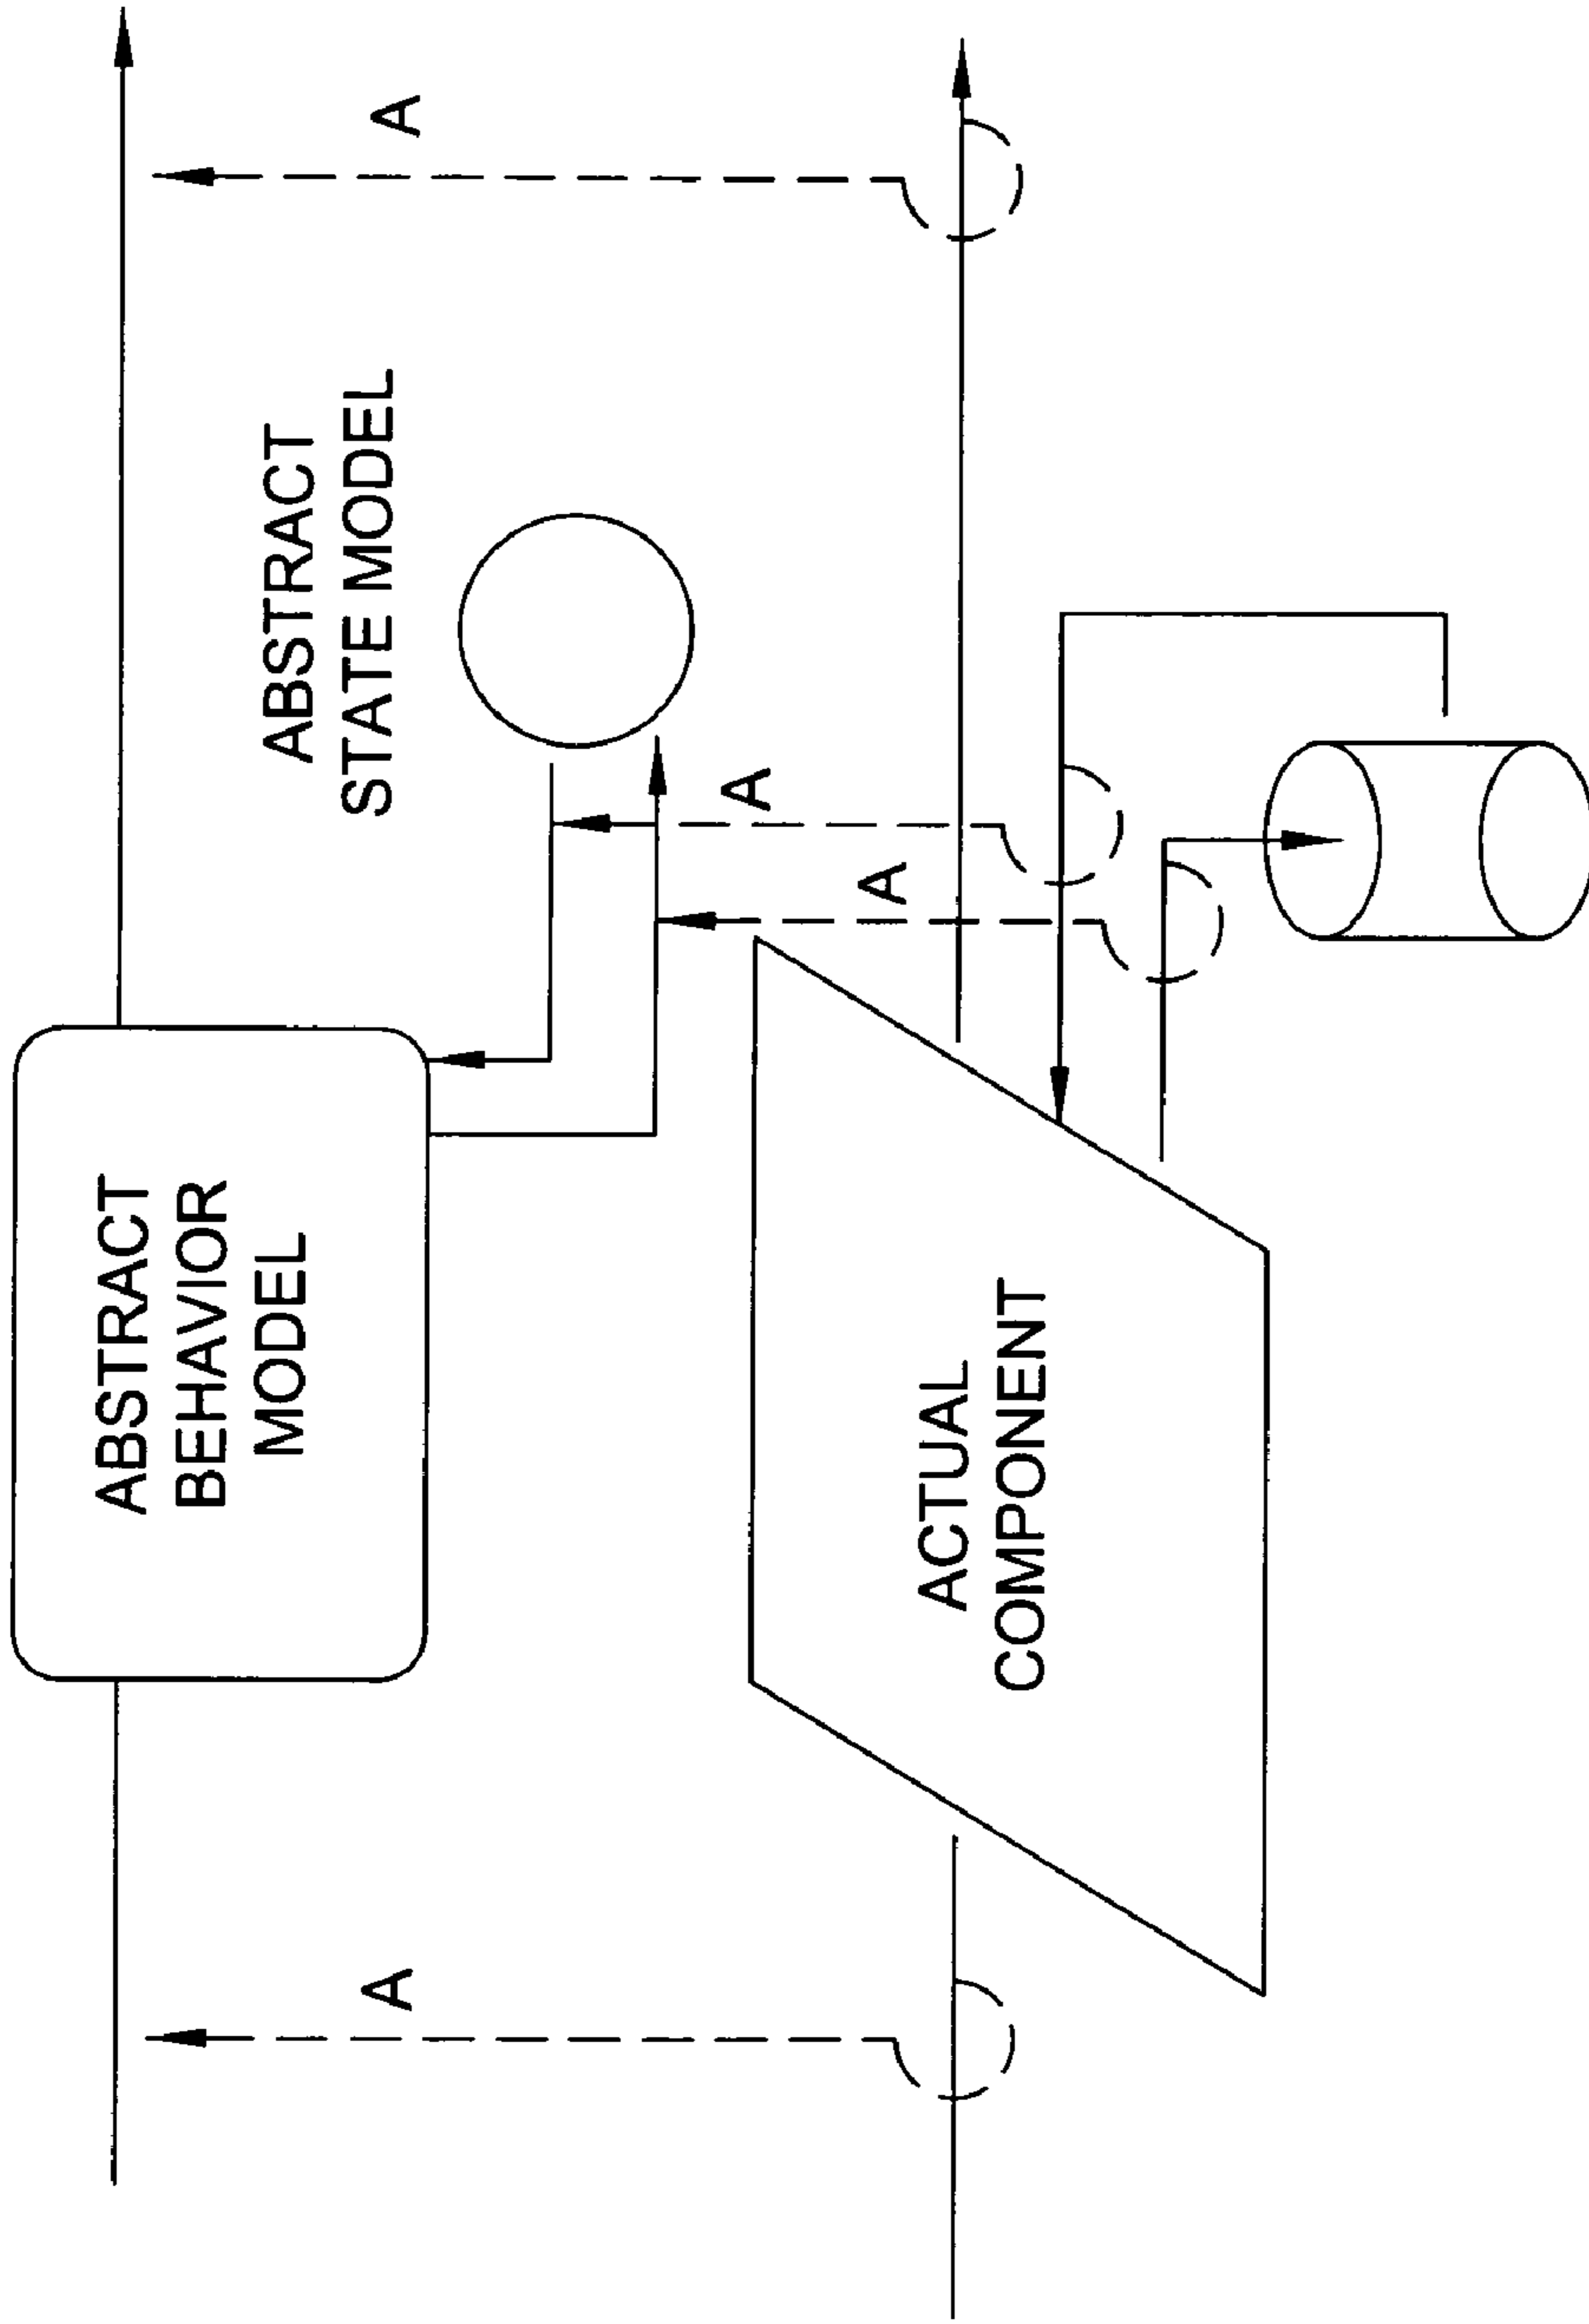 ABSTRACT
BEHAVIOR
MODEL
ABSTRACT
STATE MODEL
A
A
A
A
ACTUAL
COMPONENT